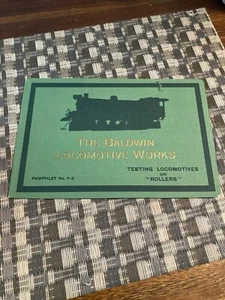 THE BALDWIN
LOCOMOTIVE WORKS
TESTING LOCOMOTIVES
ON
"ROLLERS"
PAMPHLET No. F-2